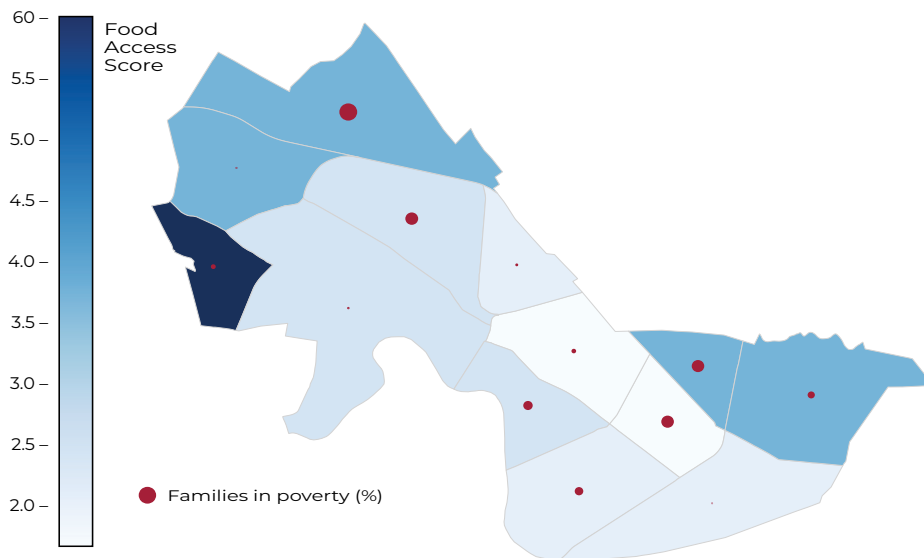 60 –
Food
Access
Score
5.5 –
5.0 –
4.5 –
4.0 –
3.5 –
3.0 –
2.5 –
2.0 –
Families in poverty (%)